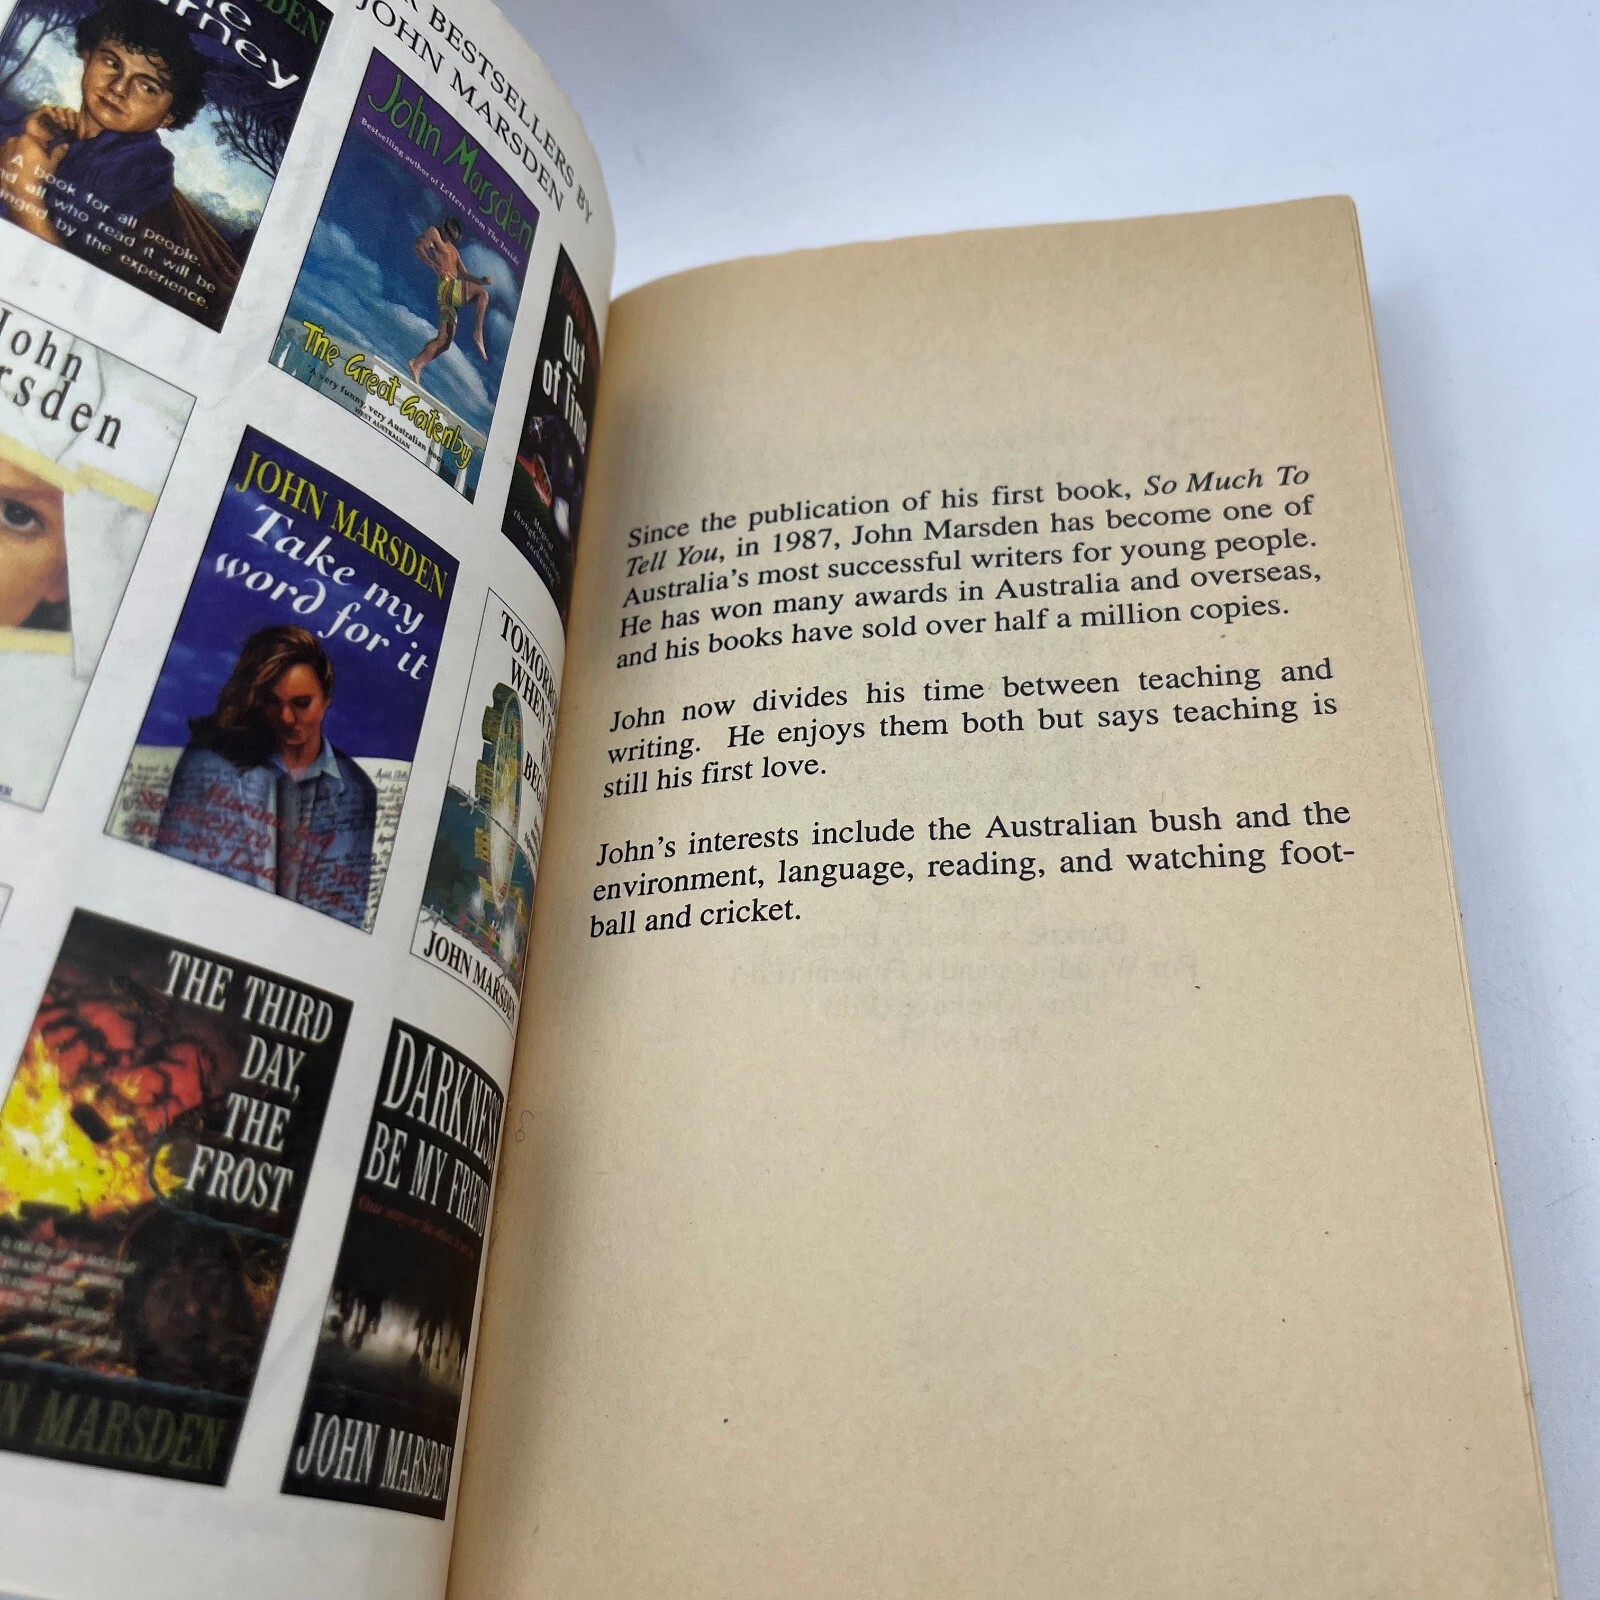 BESTSELLERS BY
JOHN MARSDEN
A book for all people.
and all who read it will be
by the experience.
John Marsden
Bestselling author of Letters From The Inside
The Great Gatenby
A very funny, very Australian book
WEST AUSTRALIAN
Out
of Time
John
JOHN MARSDEN
Take my
word for it
WHEN
JOHN MARSDEN
THE THIRD
DAY,
THE
FROST
MARSDEN
DARKNESS
BE MY FRIEND
JOHN MARSDEN
Since the publication of his first book, So Much To
Tell You, in 1987, John Marsden has become one of
Australia's most successful writers for young people.
He has won many awards in Australia and overseas,
and his books have sold over half a million copies.
John now divides his time between teaching and
writing. He enjoys them both but says teaching is
still his first love.
John's interests include the Australian bush and the
environment, language, reading, and watching foot-
ball and cricket.